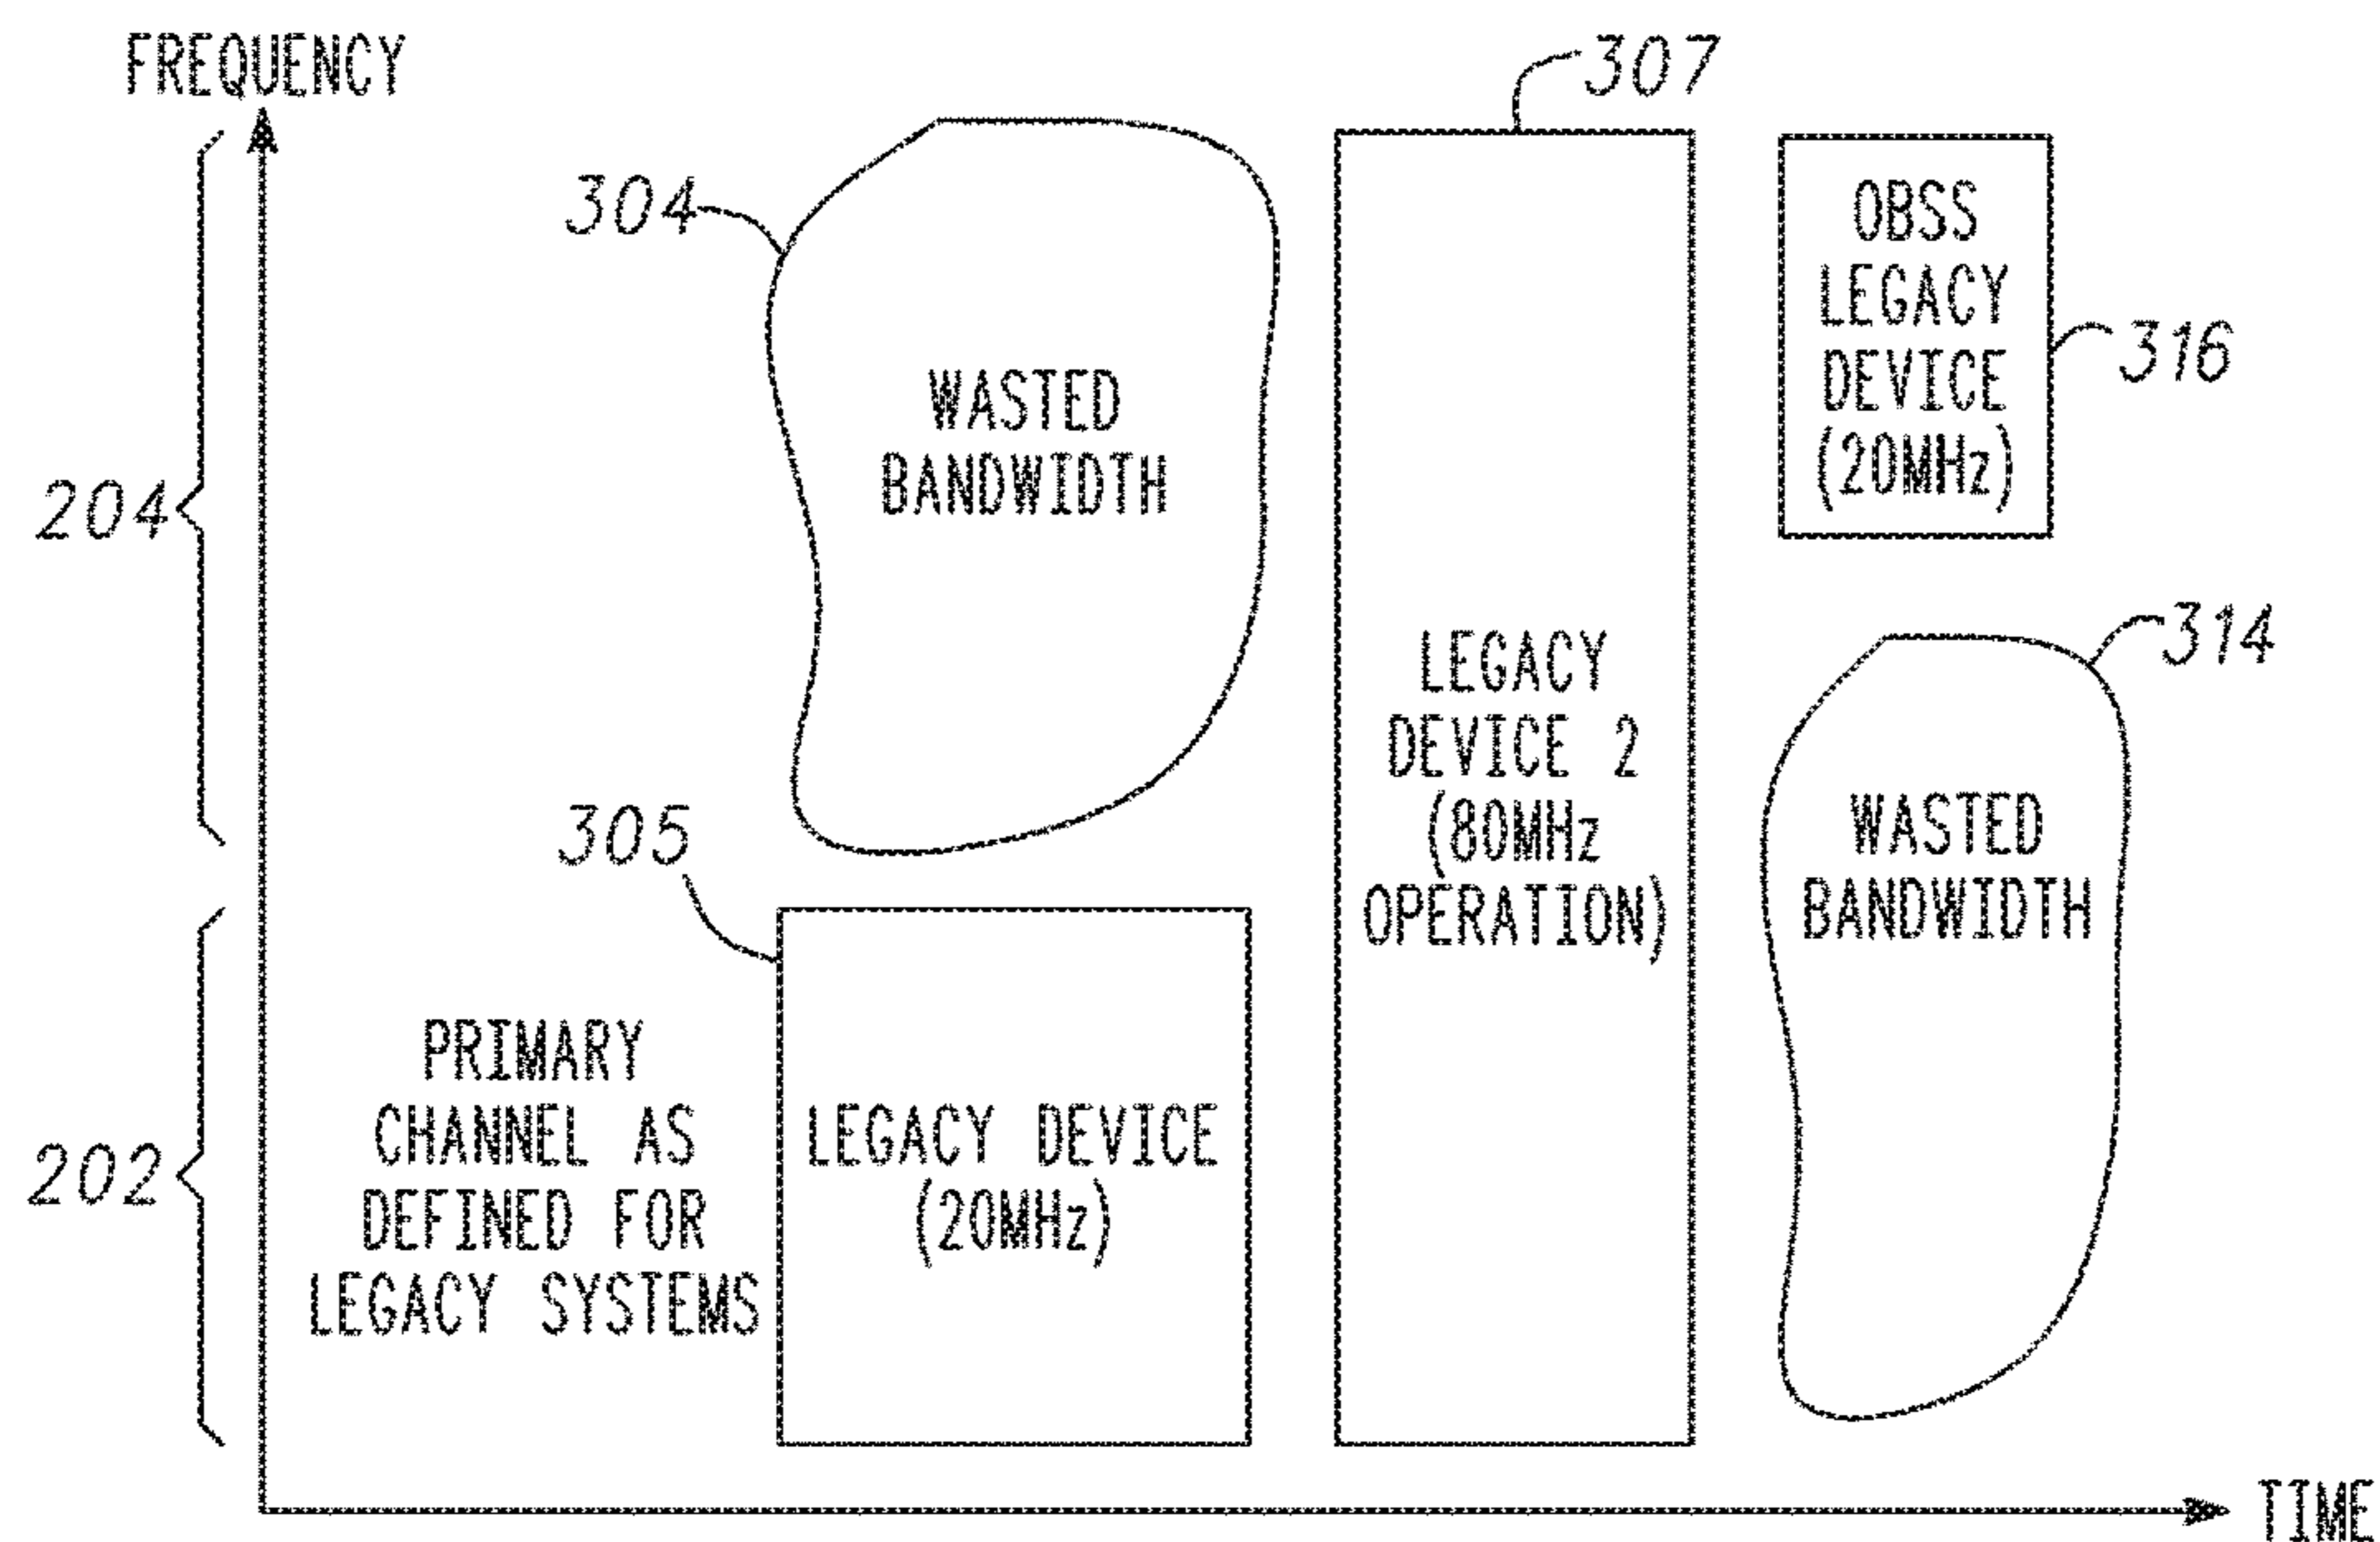 FREQUENCY
307
304
OBSS
LEGACY
DEVICE
(20MHz)
316
WASTED
BANDWIDTH
204
LEGACY
DEVICE 2
(80MHz
OPERATION)
314
WASTED
BANDWIDTH
305
PRIMARY
CHANNEL AS
DEFINED FOR
LEGACY SYSTEMS
202
LEGACY DEVICE
(20MHz)
TIME